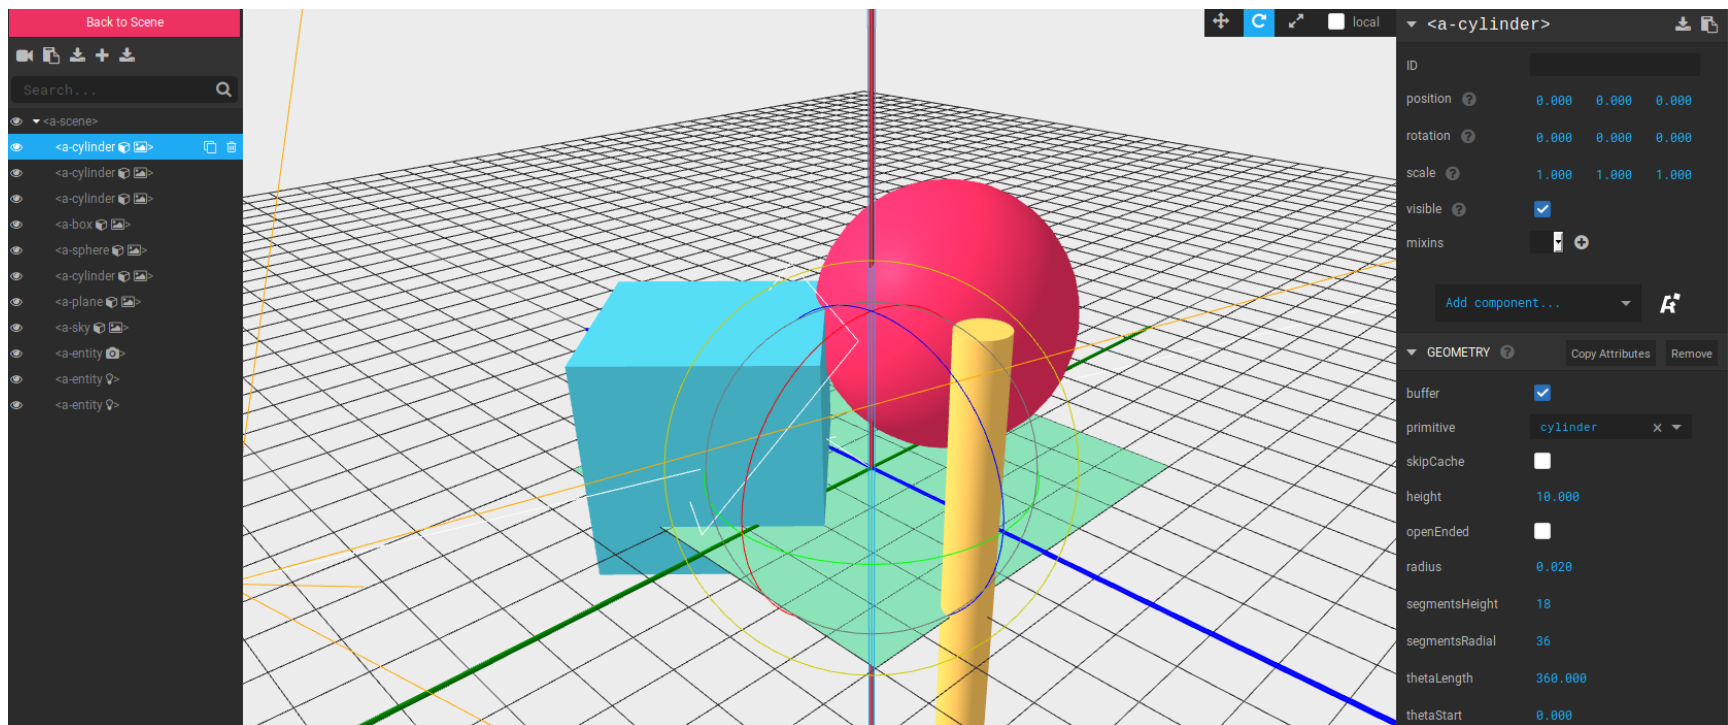 Back to Scene
local
Search...
<a-scene>
<a-cylinder >
<a-cylinder >
<a-cylinder >
<a-box >
<a-sphere >
<a-cylinder >
<a-plane >
<a-sky >
<a-entity >
<a-entity >
<a-entity >
<a-cylinder>
ID
position ? 0.000 0.000 0.000
rotation ? 0.000 0.000 0.000
scale ? 1.000 1.000 1.000
visible ?
mixins
Add component...
GEOMETRY ? Copy Attributes Remove
buffer
primitive cylinder ×
skipCache
height 10.000
openEnded
radius 0.020
segmentsHeight 18
segmentsRadial 36
thetaLength 360.000
thetaStart 0.000